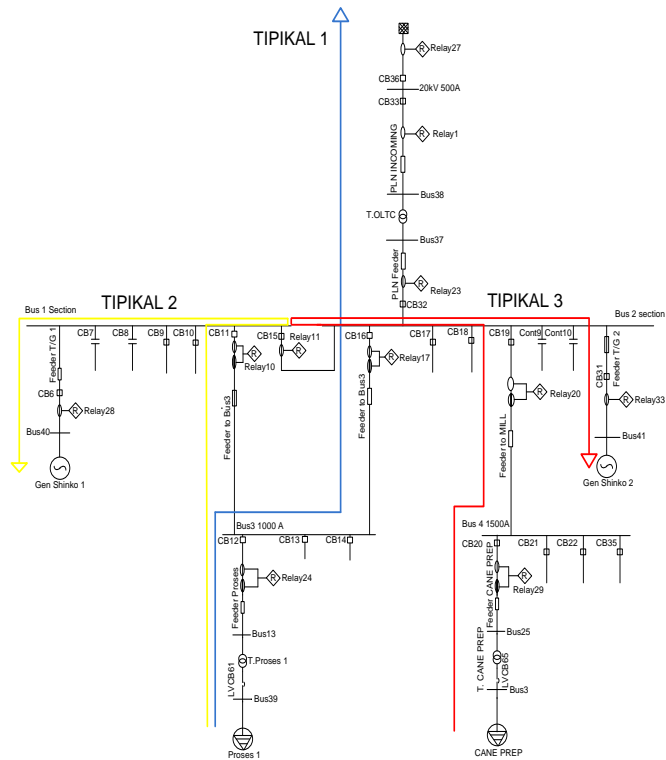 TIPIKAL 1
R
Relay27
CB36
20kV 500A
CB33
R
Relay1
PLN INCOMING
Bus38
T.OLTC
Bus37
PLN Feeder
R
Relay23
CB32
TIPIKAL 2
TIPIKAL 3
Bus 1 Section
Bus 2 section
Feeder T/G 1
CB7
CB8
CB9
CB10
CB11
CB15
Relay11
R
CB16
CB17
CB18
CB19
Cont9
Cont10
Feeder T/G 2
CB31
R
Relay10
R
Relay17
R
Relay20
CB6
R
Relay28
R
Relay33
Bus40
Bus41
Gen Shinko 1
Gen Shinko 2
Feeder to Bus3
Feeder to Bus3
Feeder to MILL
Bus3 1000 A
Bus 4 1500A
CB12
CB13
CB14
CB20
CB21
CB22
CB35
R
Relay24
R
Relay29
Feeder Proses
Feeder CANE PREP
Bus13
Bus25
T.Proses 1
T. CANE PREP
LVCB61
LVCB65
Bus39
Bus3
Proses 1
CANE PREP